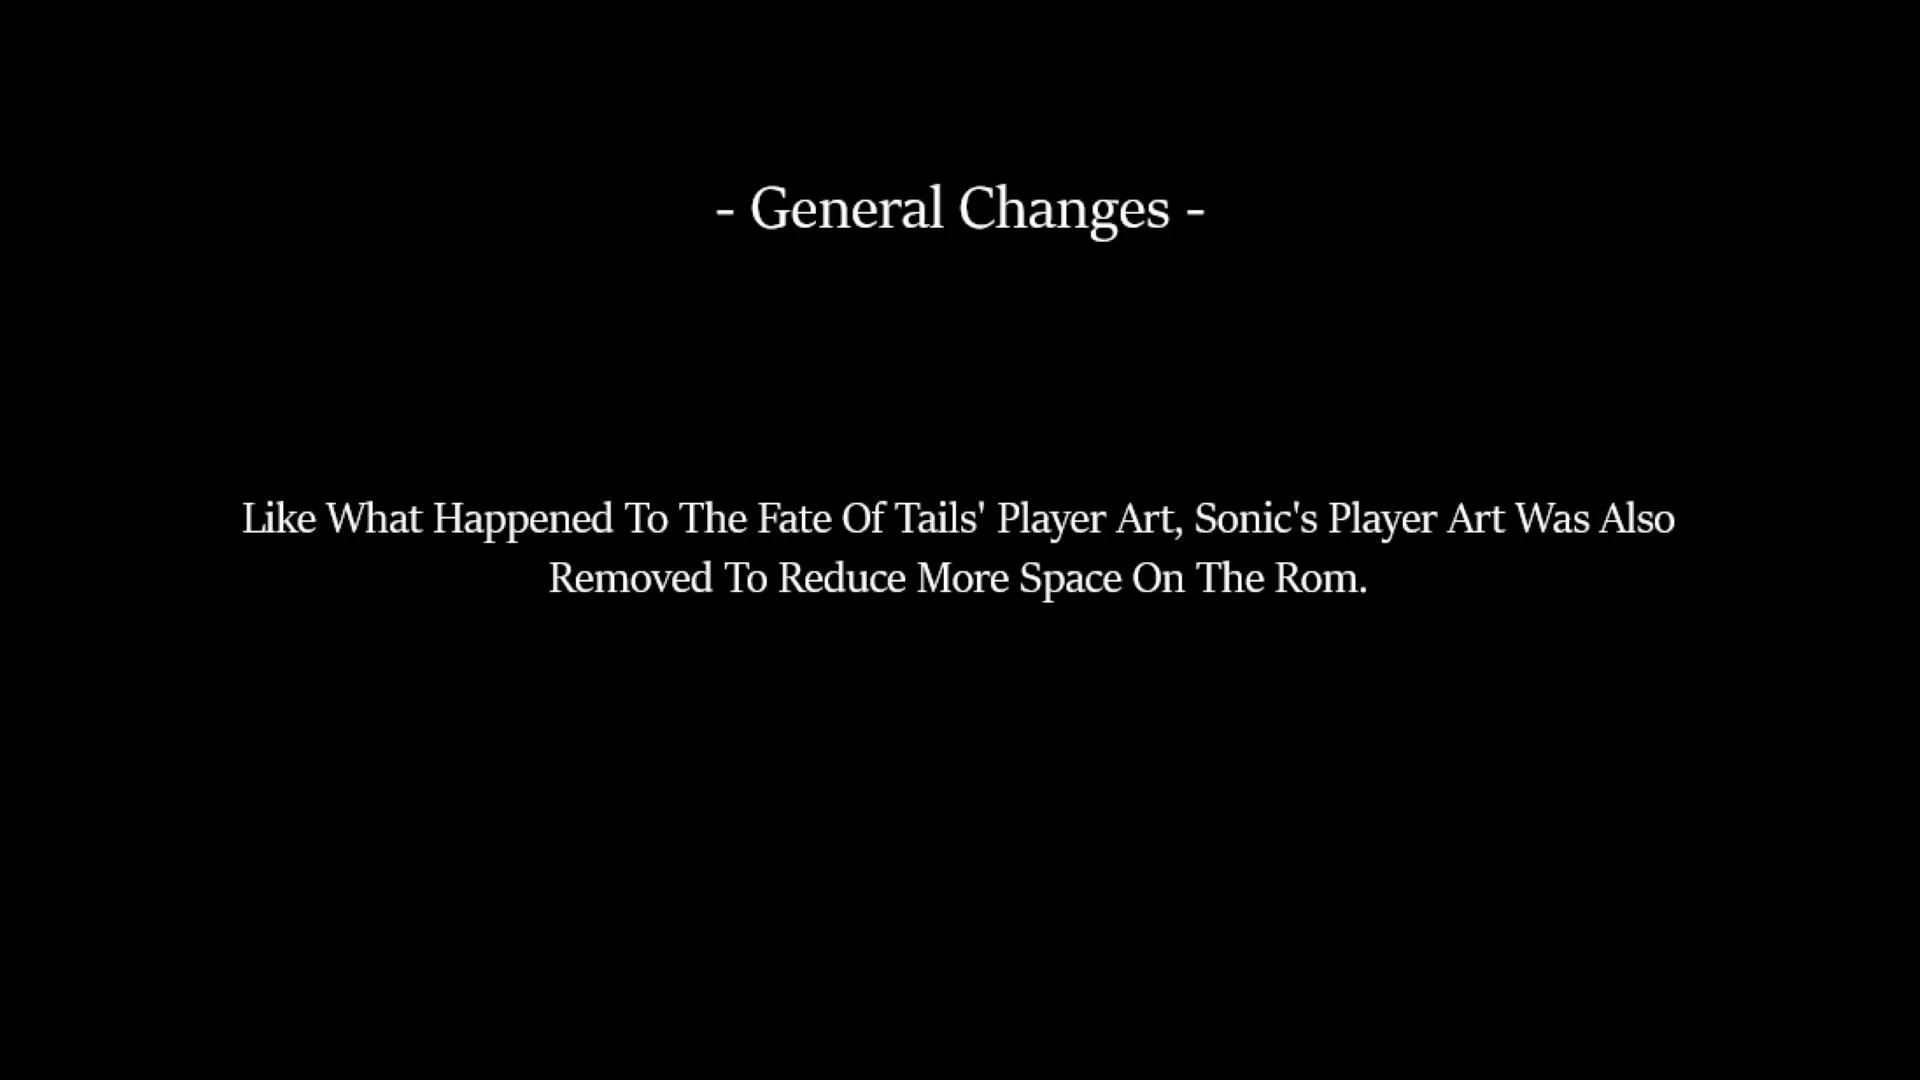 - General Changes -
Like What Happened To The Fate Of Tails' Player Art, Sonic's Player Art Was Also
Removed To Reduce More Space On The Rom.